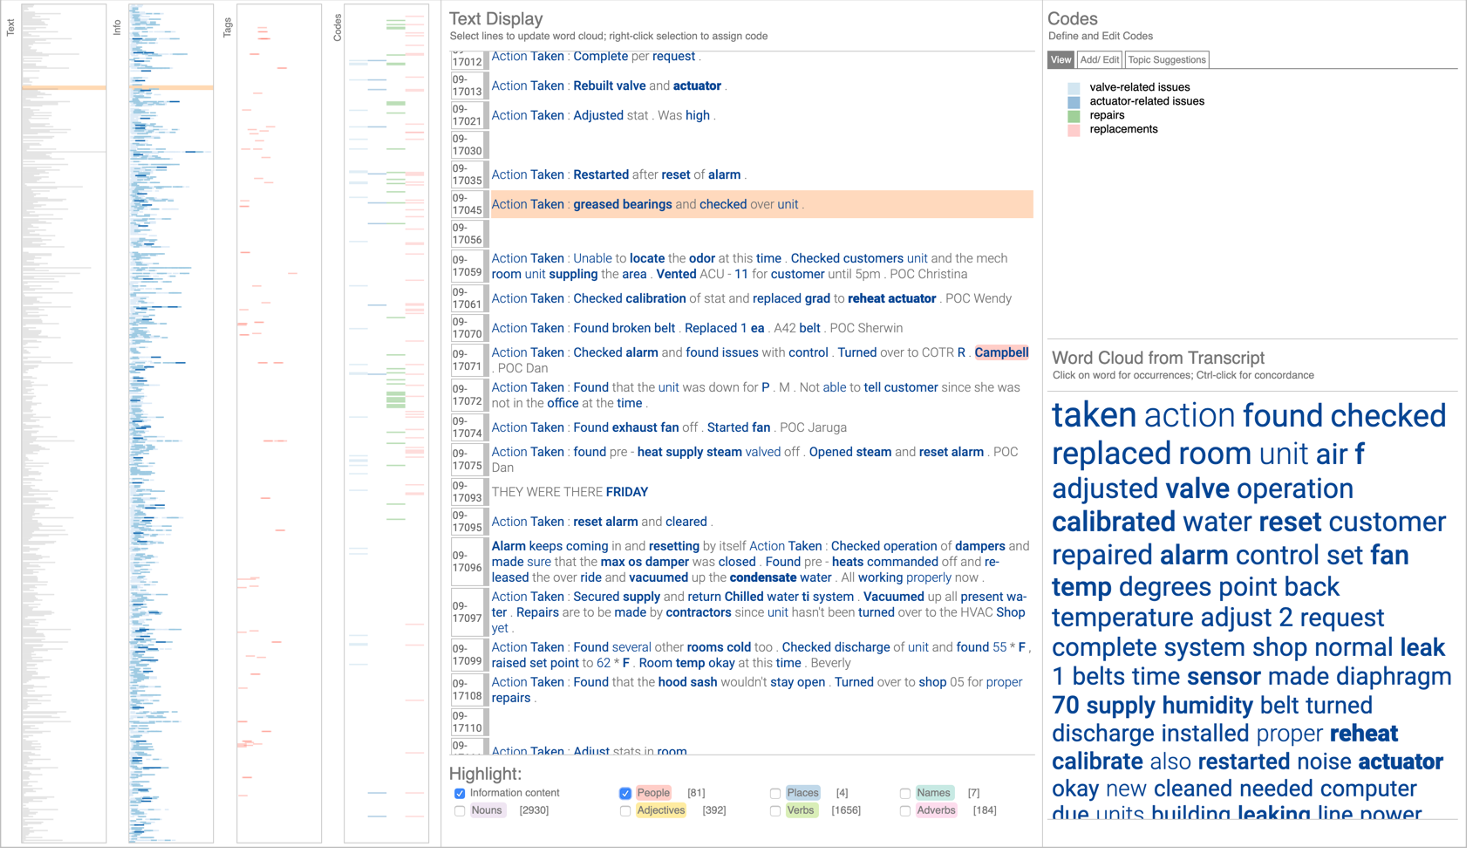 Text
Info
Tags
Codes
Text Display
Select lines to update word cloud; right-click selection to assign code
09-
17012
Action Taken : Complete per request .
09-
17013
Action Taken : Rebuilt valve and actuator .
09-
17021
Action Taken : Adjusted stat . Was high .
09-
17030
09-
17035
Action Taken : Restarted after reset of alarm .
09-
17045
Action Taken : greased bearings and checked over unit .
09-
17056
09-
17059
Action Taken : Unable to locate the odor at this time . Checked customers unit and the mech
room unit suppling the area . Vented ACU - 11 for customer until 5pm . POC Christina
09-
17061
Action Taken : Checked calibration of stat and replaced grad to reheat actuator . POC Wendy
09-
17070
Action Taken : Found broken belt . Replaced 1 ea . A42 belt . POC Sherwin
09-
17071
Action Taken : Checked alarm and found issues with control . Turned over to COTR R . Campbell
. POC Dan
09-
17072
Action Taken : Found that the unit was down for P . M . Not able to tell customer since she was
not in the office at the time .
09-
17074
Action Taken : Found exhaust fan off . Started fan . POC Jaruga
09-
17075
Action Taken : found pre - heat supply steam valved off . Opened steam and reset alarm . POC
Dan
09-
17093
THEY WERE THERE FRIDAY
09-
17095
Action Taken : reset alarm and cleared .
09-
17096
Alarm keeps coming in and resetting by itself Action Taken : Checked operation of dampers and
made sure that the max os damper was closed . Found pre - heats commanded off and re-
leased the over ride and vacuumed up the condensate water . All working properly now .
09-
17097
Action Taken : Secured supply and return Chilled water ti system . Vacuumed up all present wa-
ter . Repairs are to be made by contractors since unit hasn't been turned over to the HVAC Shop
yet .
09-
17099
Action Taken : Found several other rooms cold too . Checked discharge of unit and found 55 * F ,
raised set point to 62 * F . Room temp okay at this time . Beverly
09-
17108
Action Taken : Found that the hood sash wouldn't stay open . Turned over to shop 05 for proper
repairs .
09-
17110
09-
Action Taken : Adjust stats in room
Highlight:
Information content
People [81]
Places [4]
Names [7]
Nouns [2930]
Adjectives [392]
Verbs [1656]
Adverbs [184]
Codes
Define and Edit Codes
View Add/ Edit Topic Suggestions
valve-related issues
actuator-related issues
repairs
replacements
Word Cloud from Transcript
Click on word for occurrences; Ctrl-click for concordance
taken action found checked
replaced room unit air f
adjusted valve operation
calibrated water reset customer
repaired alarm control set fan
temp degrees point back
temperature adjust 2 request
complete system shop normal leak
1 belts time sensor made diaphragm
70 supply humidity belt turned
discharge installed proper reheat
calibrate also restarted noise actuator
okay new cleaned needed computer
due units building leaking line power